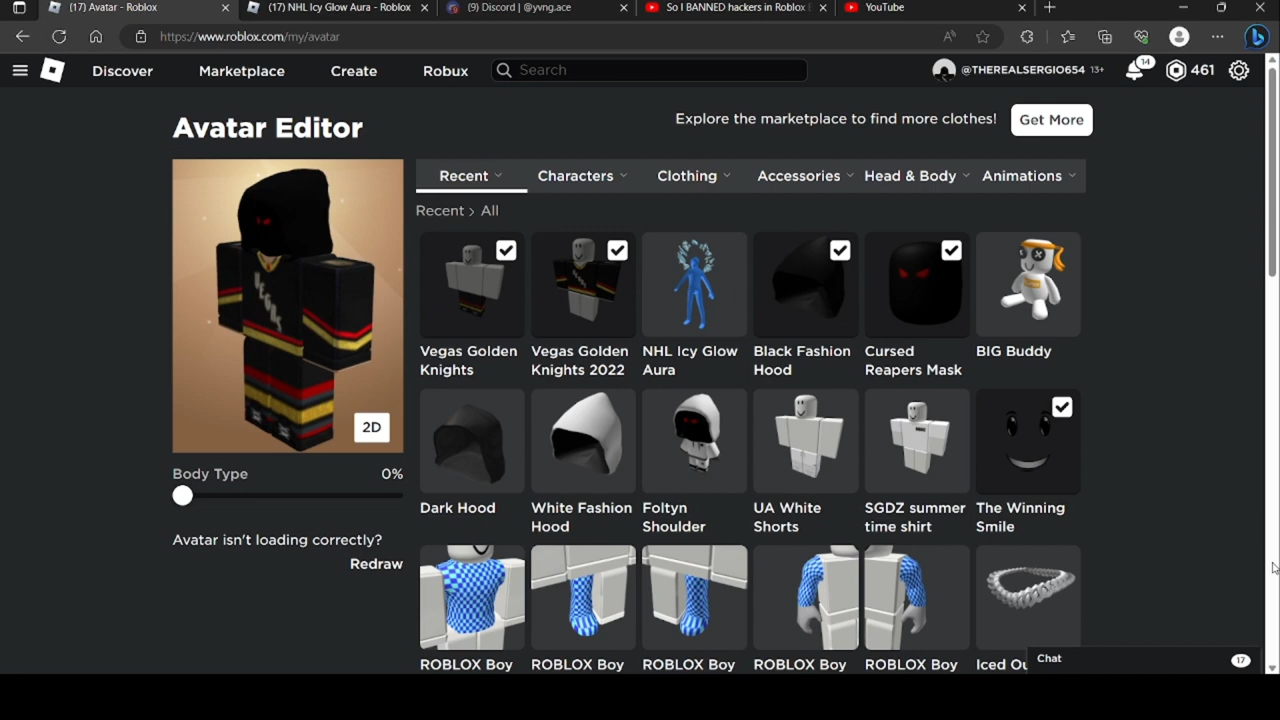 (17) Avatar - Roblox
(17) NHL Icy Glow Aura - Roblox
(9) Discord | @yvng.ace
So I BANNED hackers in Roblox
YouTube
https://www.roblox.com/my/avatar
Discover
Marketplace
Create
Robux
Search
@THEREALSERGIO654 13+
14
461
Avatar Editor
Explore the marketplace to find more clothes!
Get More
Recent
Characters
Clothing
Accessories
Head & Body
Animations
Recent > All
VEGAS
2D
Body Type 0%
Avatar isn't loading correctly?
Redraw
Vegas Golden
Knights
Vegas Golden
Knights 2022
NHL Icy Glow
Aura
Black Fashion
Hood
Cursed
Reapers Mask
BIG Buddy
Dark Hood
White Fashion
Hood
Foltyn
Shoulder
UA White
Shorts
SGDZ summer
time shirt
The Winning
Smile
ROBLOX Boy
ROBLOX Boy
ROBLOX Boy
ROBLOX Boy
ROBLOX Boy
Iced
Chat
17